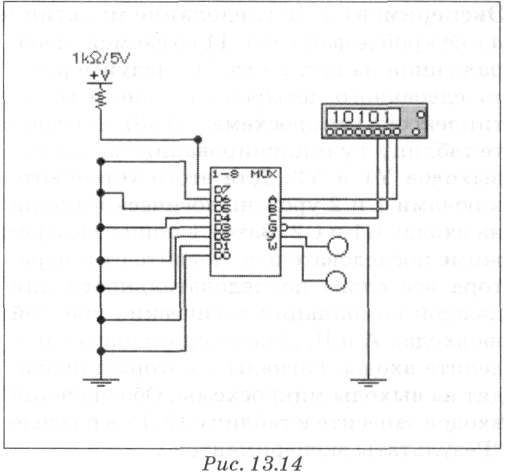 1kΩ/5V
+V
10101
1-8 MUX
D7
D6
D5
D4
D3
D2
D1
D0
A
B
C
G
Y
W
Рис. 13.14